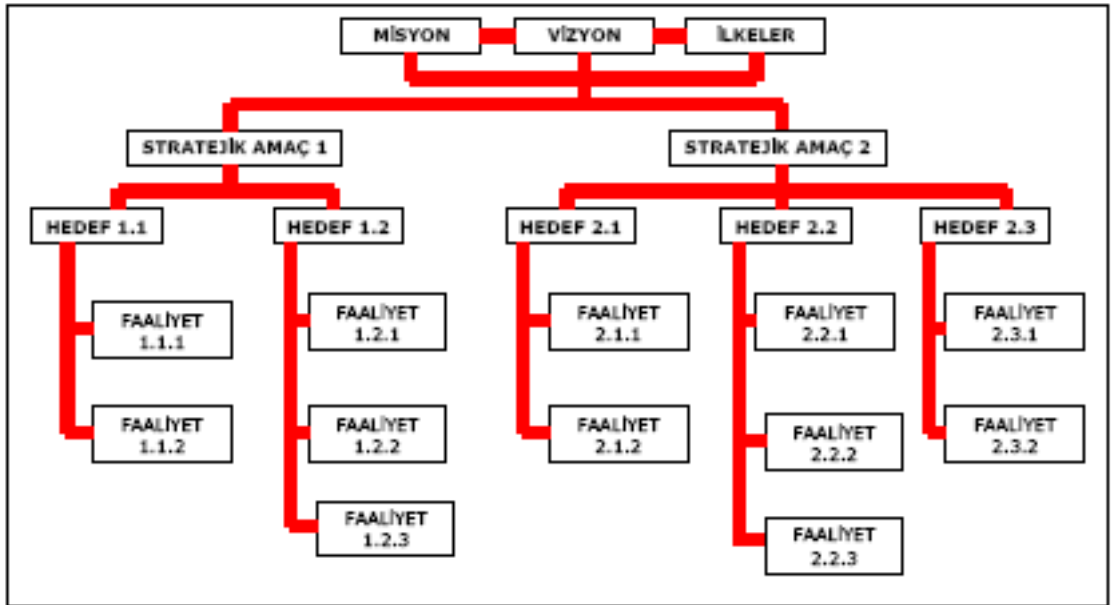 MİSYON
VİZYON
İLKELER
STRATEJİK AMAÇ 1
STRATEJİK AMAÇ 2
HEDEF 1.1
HEDEF 1.2
HEDEF 2.1
HEDEF 2.2
HEDEF 2.3
FAALİYET
1.1.1
FAALİYET
1.2.1
FAALİYET
2.1.1
FAALİYET
2.2.1
FAALİYET
2.3.1
FAALİYET
1.1.2
FAALİYET
1.2.2
FAALİYET
2.1.2
FAALİYET
2.2.2
FAALİYET
2.3.2
FAALİYET
1.2.3
FAALİYET
2.2.3